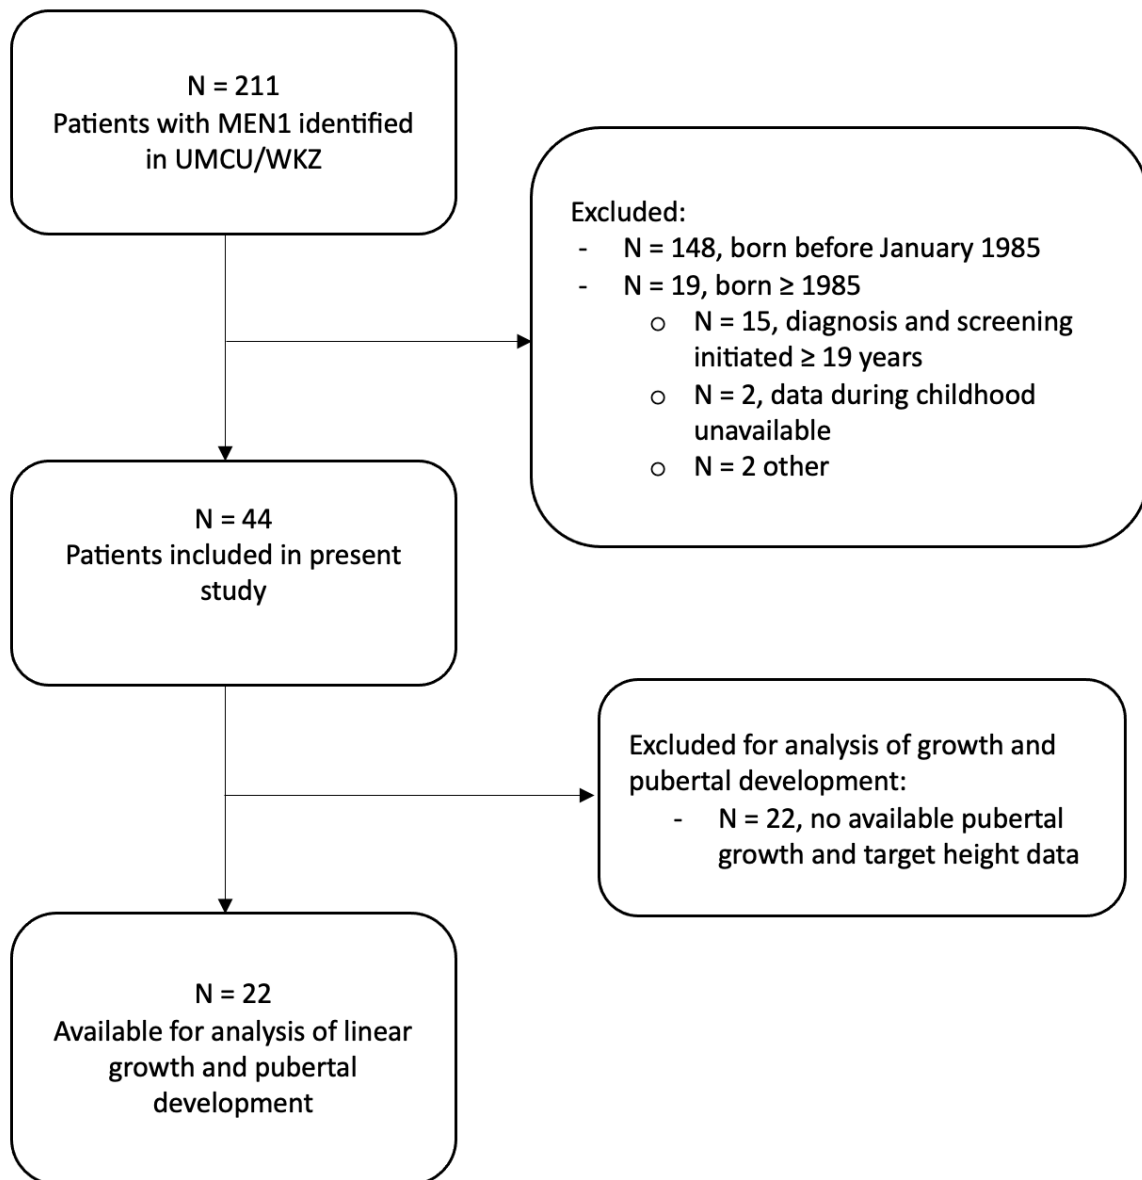 N = 211
Patients with MEN1 identified
in UMCU/WKZ
Excluded:
- N = 148, born before January 1985
- N = 19, born ≥ 1985
o N = 15, diagnosis and screening
initiated ≥ 19 years
o N = 2, data during childhood
unavailable
o N = 2 other
N = 44
Patients included in present
study
Excluded for analysis of growth and
pubertal development:
- N = 22, no available pubertal
growth and target height data
N = 22
Available for analysis of linear
growth and pubertal
development